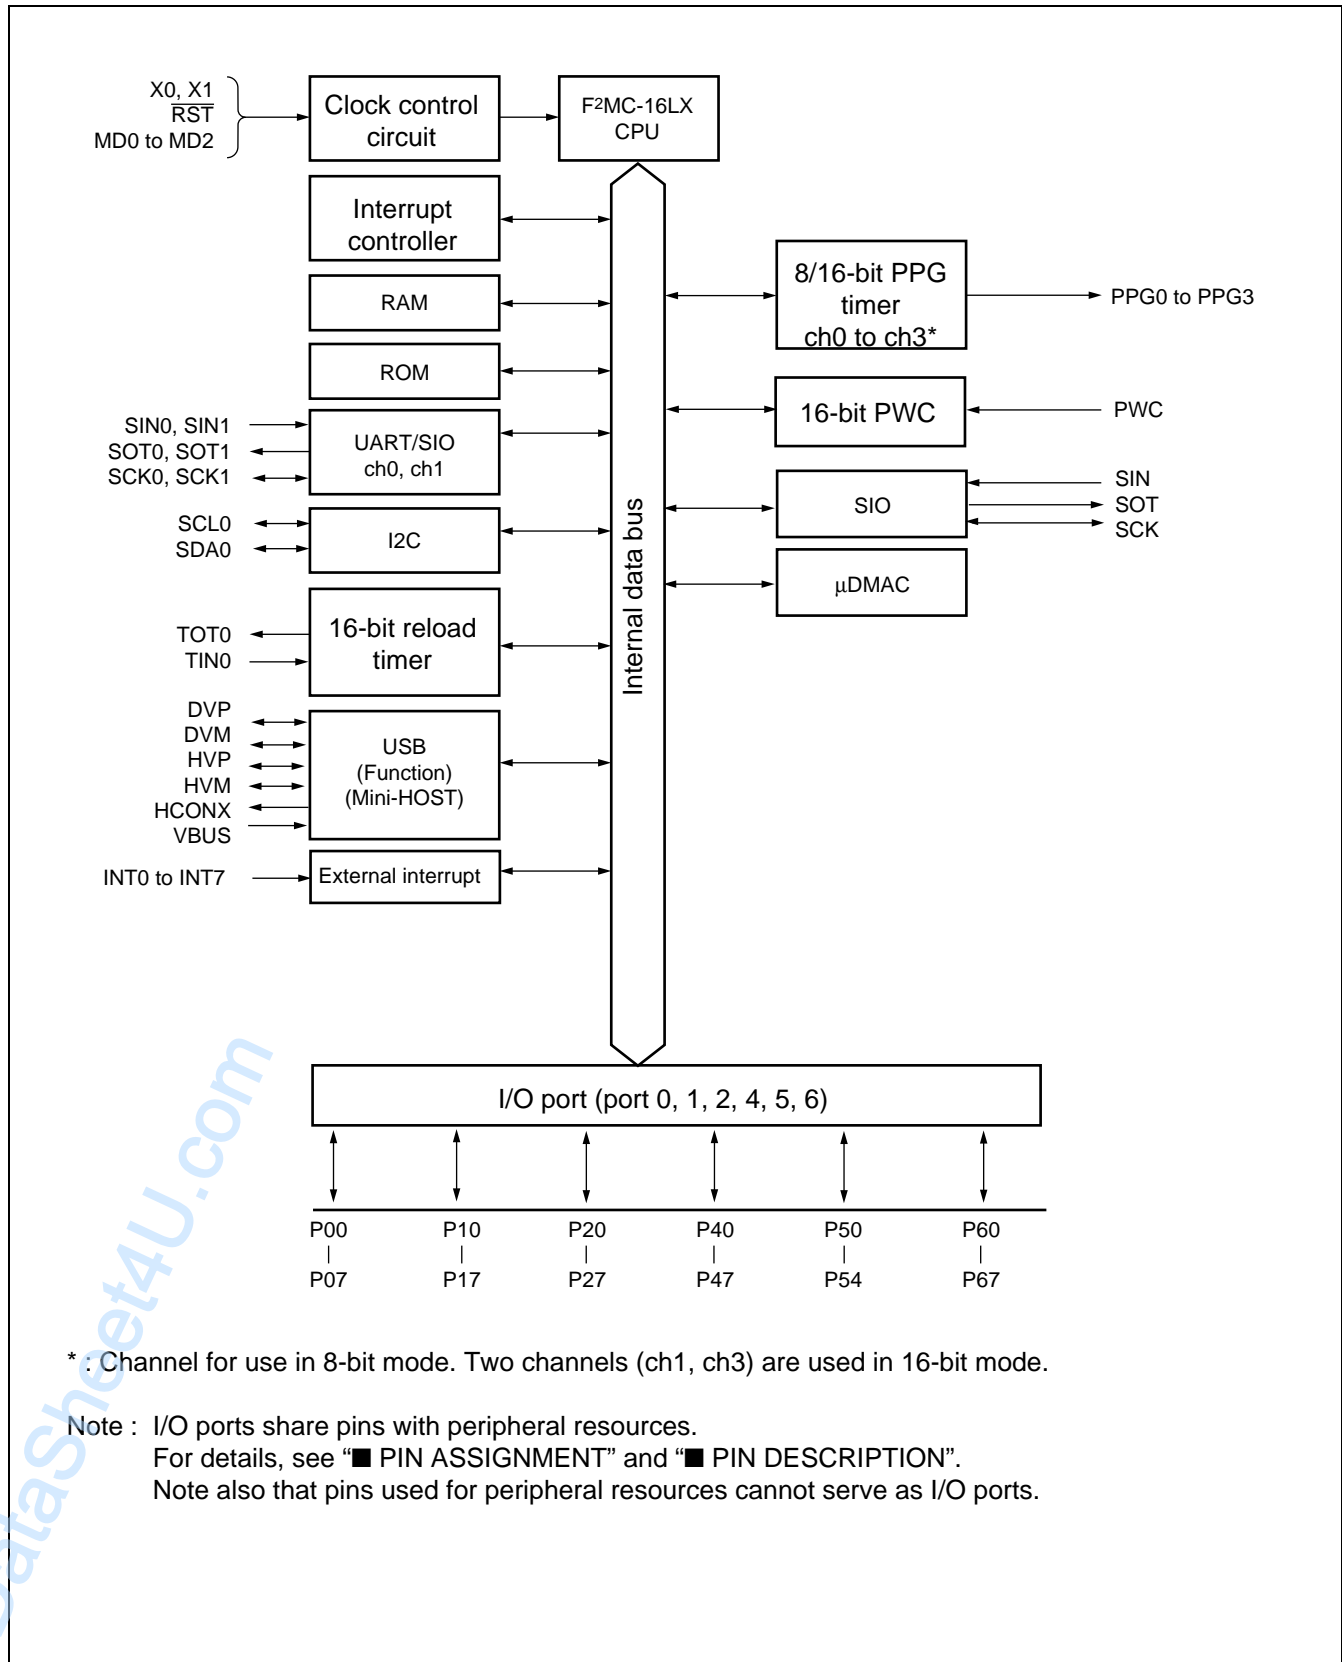 X0, X1
RST
MD0 to MD2
Clock control
circuit
F2MC-16LX
CPU
Interrupt
controller
RAM
ROM
SIN0, SIN1
SOT0, SOT1
SCK0, SCK1
UART/SIO
ch0, ch1
SCL0
SDA0
I2C
TOT0
TIN0
16-bit reload
timer
DVP
DVM
HVP
HVM
HCONX
VBUS
USB
(Function)
(Mini-HOST)
INT0 to INT7
External interrupt
Internal data bus
8/16-bit PPG
timer
ch0 to ch3*
PPG0 to PPG3
16-bit PWC
PWC
SIO
SIN
SOT
SCK
µDMAC
I/O port (port 0, 1, 2, 4, 5, 6)
P00 P10 P20 P40 P50 P60
| | | | | |
P07 P17 P27 P47 P54 P67
* : Channel for use in 8-bit mode. Two channels (ch1, ch3) are used in 16-bit mode.
Note : I/O ports share pins with peripheral resources.
For details, see “■ PIN ASSIGNMENT” and “■ PIN DESCRIPTION”.
Note also that pins used for peripheral resources cannot serve as I/O ports.
DataSheet4U.com